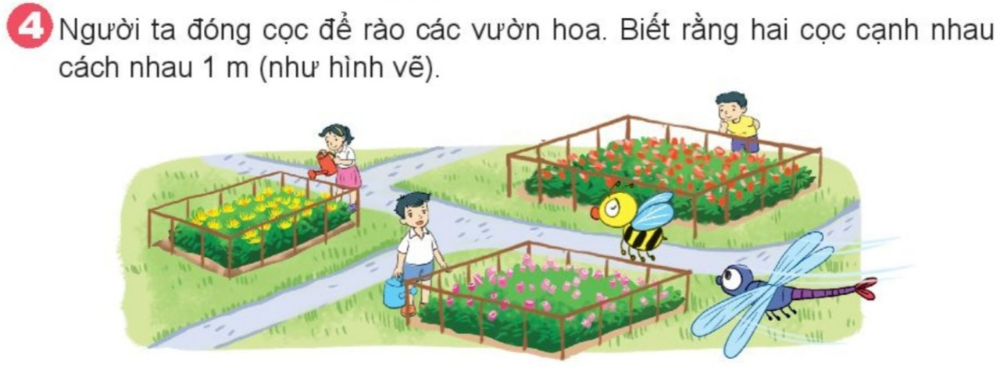 4 Người ta đóng cọc để rào các vườn hoa. Biết rằng hai cọc cạnh nhau
cách nhau 1 m (như hình vẽ).